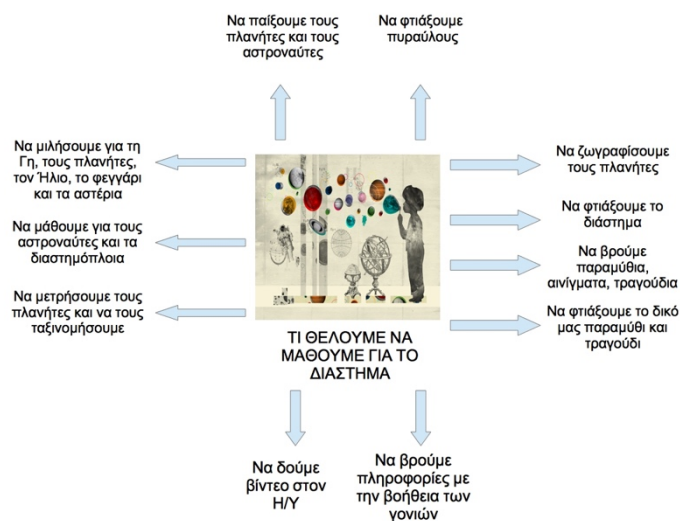 Να παίξουμε τους
πλανήτες και τους
αστροναύτες
Να φτιάξουμε
πυραύλους
Να μιλήσουμε για τη
Γη, τους πλανήτες,
τον Ήλιο, το φεγγάρι
και τα αστέρια
Να μάθουμε για τους
αστροναύτες και τα
διαστημόπλοια
Να μετρήσουμε τους
πλανήτες και να τους
ταξινομήσουμε
Να ζωγραφίσουμε
τους πλανήτες
Να φτιάξουμε το
διάστημα
Να βρούμε
παραμύθια,
αινίγματα, τραγούδια
Να φτιάξουμε το δικό
μας παραμύθι και
τραγούδι
ΤΙ ΘΕΛΟΥΜΕ ΝΑ
ΜΑΘΟΥΜΕ ΓΙΑ ΤΟ
ΔΙΑΣΤΗΜΑ
Να δούμε
βίντεο στον
Η/Υ
Να βρούμε
πληροφορίες με
την βοήθεια των
γονιών